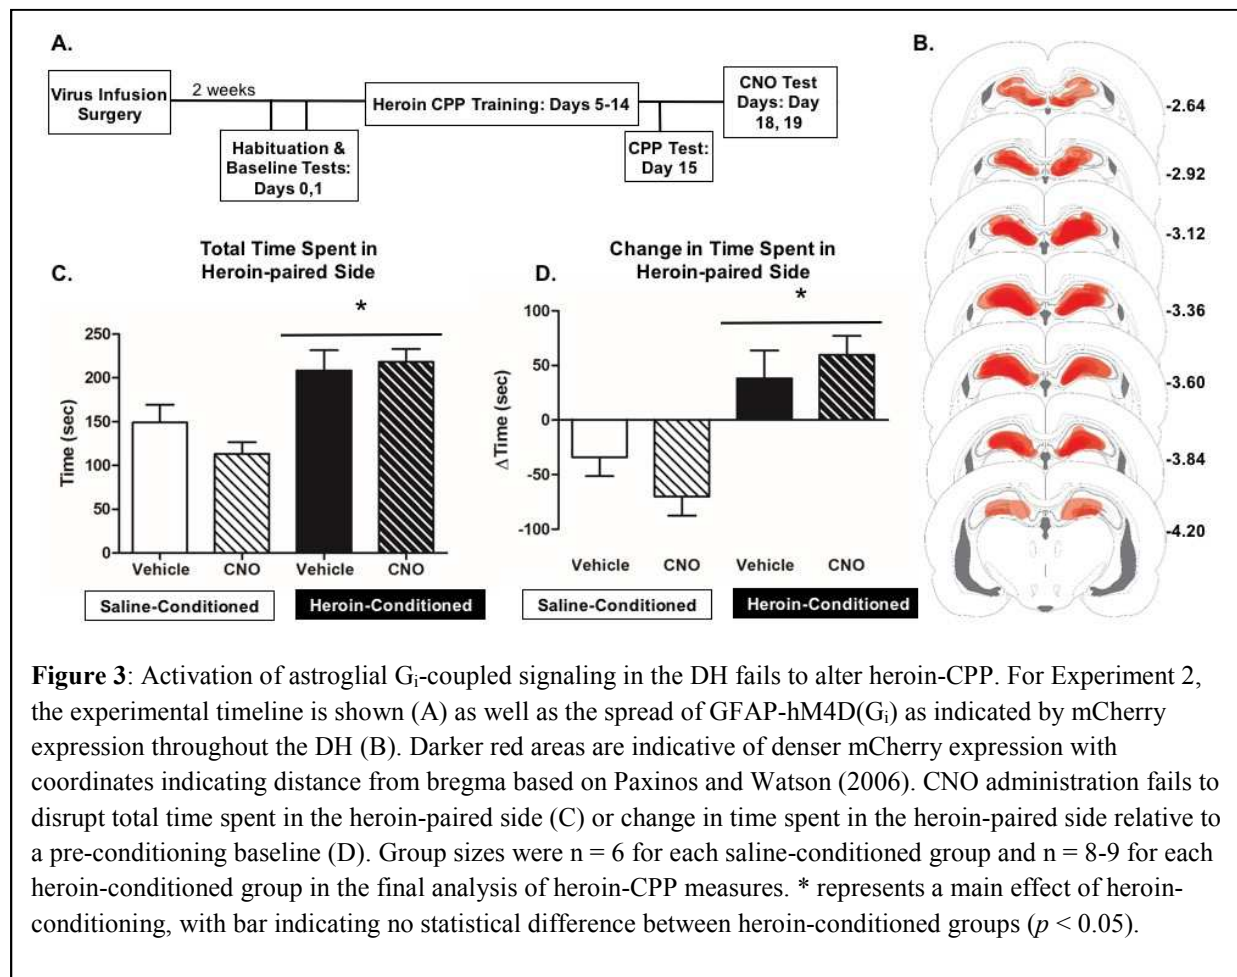 A.
B.
Virus Infusion
Surgery
2 weeks
Habituation &
Baseline Tests:
Days 0,1
Heroin CPP Training: Days 5-14
CPP Test:
Day 15
CNO Test
Days: Day
18, 19
-2.64
-2.92
-3.12
-3.36
-3.60
-3.84
-4.20
C.
Total Time Spent in
Heroin-paired Side
*
Time (sec)
250
200
150
100
50
0
Vehicle
CNO
Vehicle
CNO
Saline-Conditioned
Heroin-Conditioned
D.
Change in Time Spent in
Heroin-paired Side
*
ΔTime (sec)
100
50
0
-50
-100
Vehicle
CNO
Vehicle
CNO
Saline-Conditioned
Heroin-Conditioned
Figure 3: Activation of astroglial Gi-coupled signaling in the DH fails to alter heroin-CPP. For Experiment 2,
the experimental timeline is shown (A) as well as the spread of GFAP-hM4D(Gi) as indicated by mCherry
expression throughout the DH (B). Darker red areas are indicative of denser mCherry expression with
coordinates indicating distance from bregma based on Paxinos and Watson (2006). CNO administration fails to
disrupt total time spent in the heroin-paired side (C) or change in time spent in the heroin-paired side relative to
a pre-conditioning baseline (D). Group sizes were n = 6 for each saline-conditioned group and n = 8-9 for each
heroin-conditioned group in the final analysis of heroin-CPP measures. * represents a main effect of heroin-
conditioning, with bar indicating no statistical difference between heroin-conditioned groups (p < 0.05).